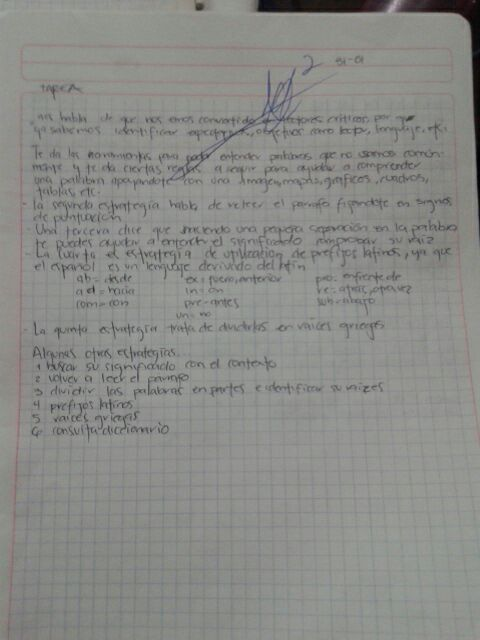 2 31-01
TAREA
nos habla de que nos emos convertido lectores criticos por que
ya sabemos identificar objetivos como lector, lenguaje, etc.
Te da las erramientas para poder entender palabras que no usamos común-
mente y te da ciertas reglas a seguir para ayudar a comprender
una palabra apoyandote con una imagen, mapas, gráficos, cuadros,
tablas etc.
- la segunda estrategia habla de releer el parrafo fijandote en signos
de puntuación
- Una tercera dice que haciendo una pequeña separación en la palabra
te puedes ayudar a entender el significado comprobar su raiz
- La cuarta el estrategia de utilización de prefijos latinos, ya que
el español es un lenguaje derivado del latin
ab = desde ex = fuera, anterior pro = enfrente de
ad = hacia in = en re = atras, otra vez
com = con pre - antes sub = abajo
un = no
- La quinta estrategia trata de dividirlas en raices griegas
Algunas otras estrategias.
1 buscar su significado con el contexto
2 volver a leer el parrafo
3 dividir las palabras en partes e identificar su raizes
4 prefijos latinos
5 raices griegas
6 consulta diccionario